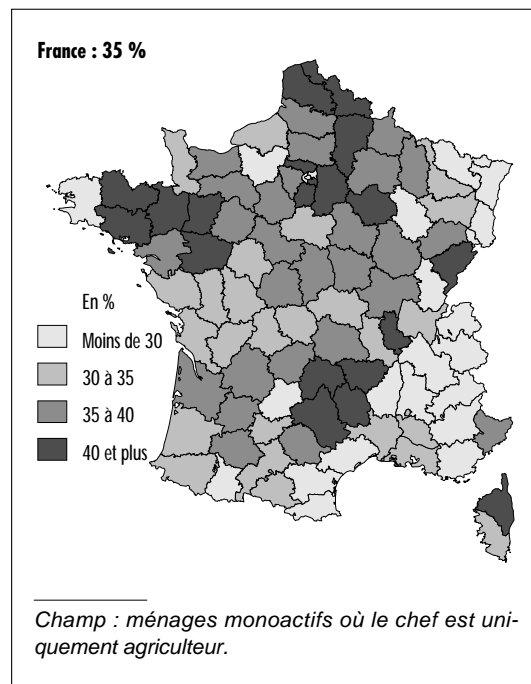 France : 35 %
En %
Moins de 30
30 à 35
35 à 40
40 et plus
Champ : ménages monoactifs où le chef est uni-
quement agriculteur.